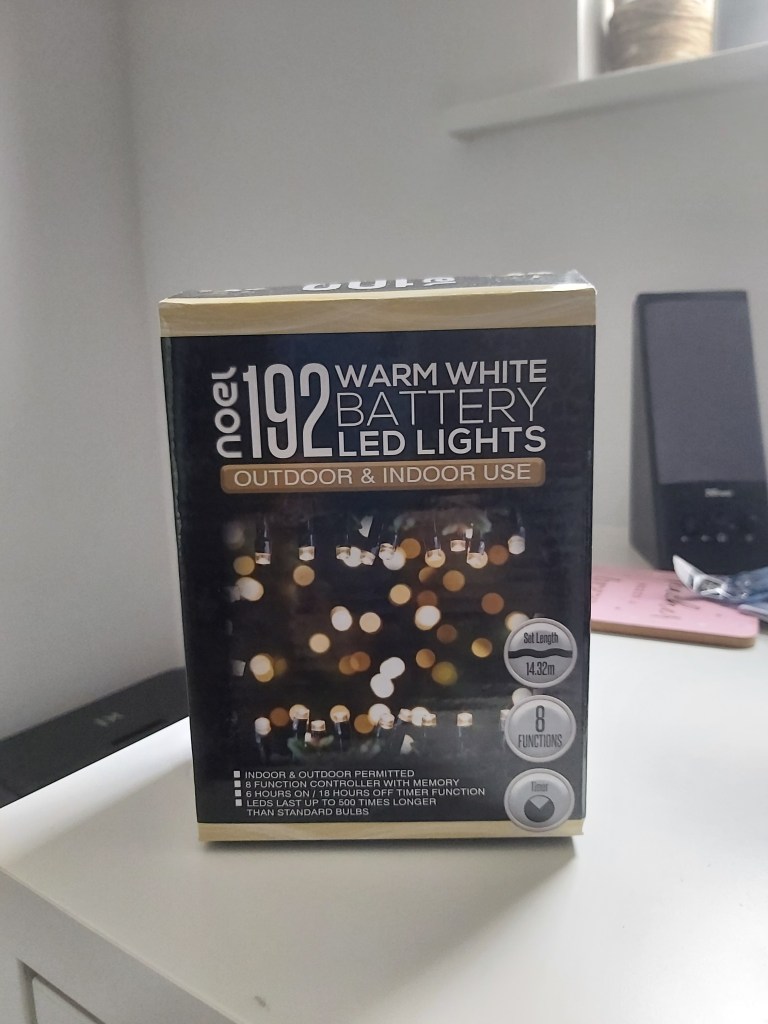 noel
192
WARM WHITE
BATTERY
LED LIGHTS
OUTDOOR & INDOOR USE
Set Length
14.32m
8
FUNCTIONS
Timer
INDOOR & OUTDOOR PERMITTED
8 FUNCTION CONTROLLER WITH MEMORY
6 HOURS ON / 18 HOURS OFF TIMER FUNCTION
LEDS LAST UP TO 500 TIMES LONGER
THAN STANDARD BULBS
Trust